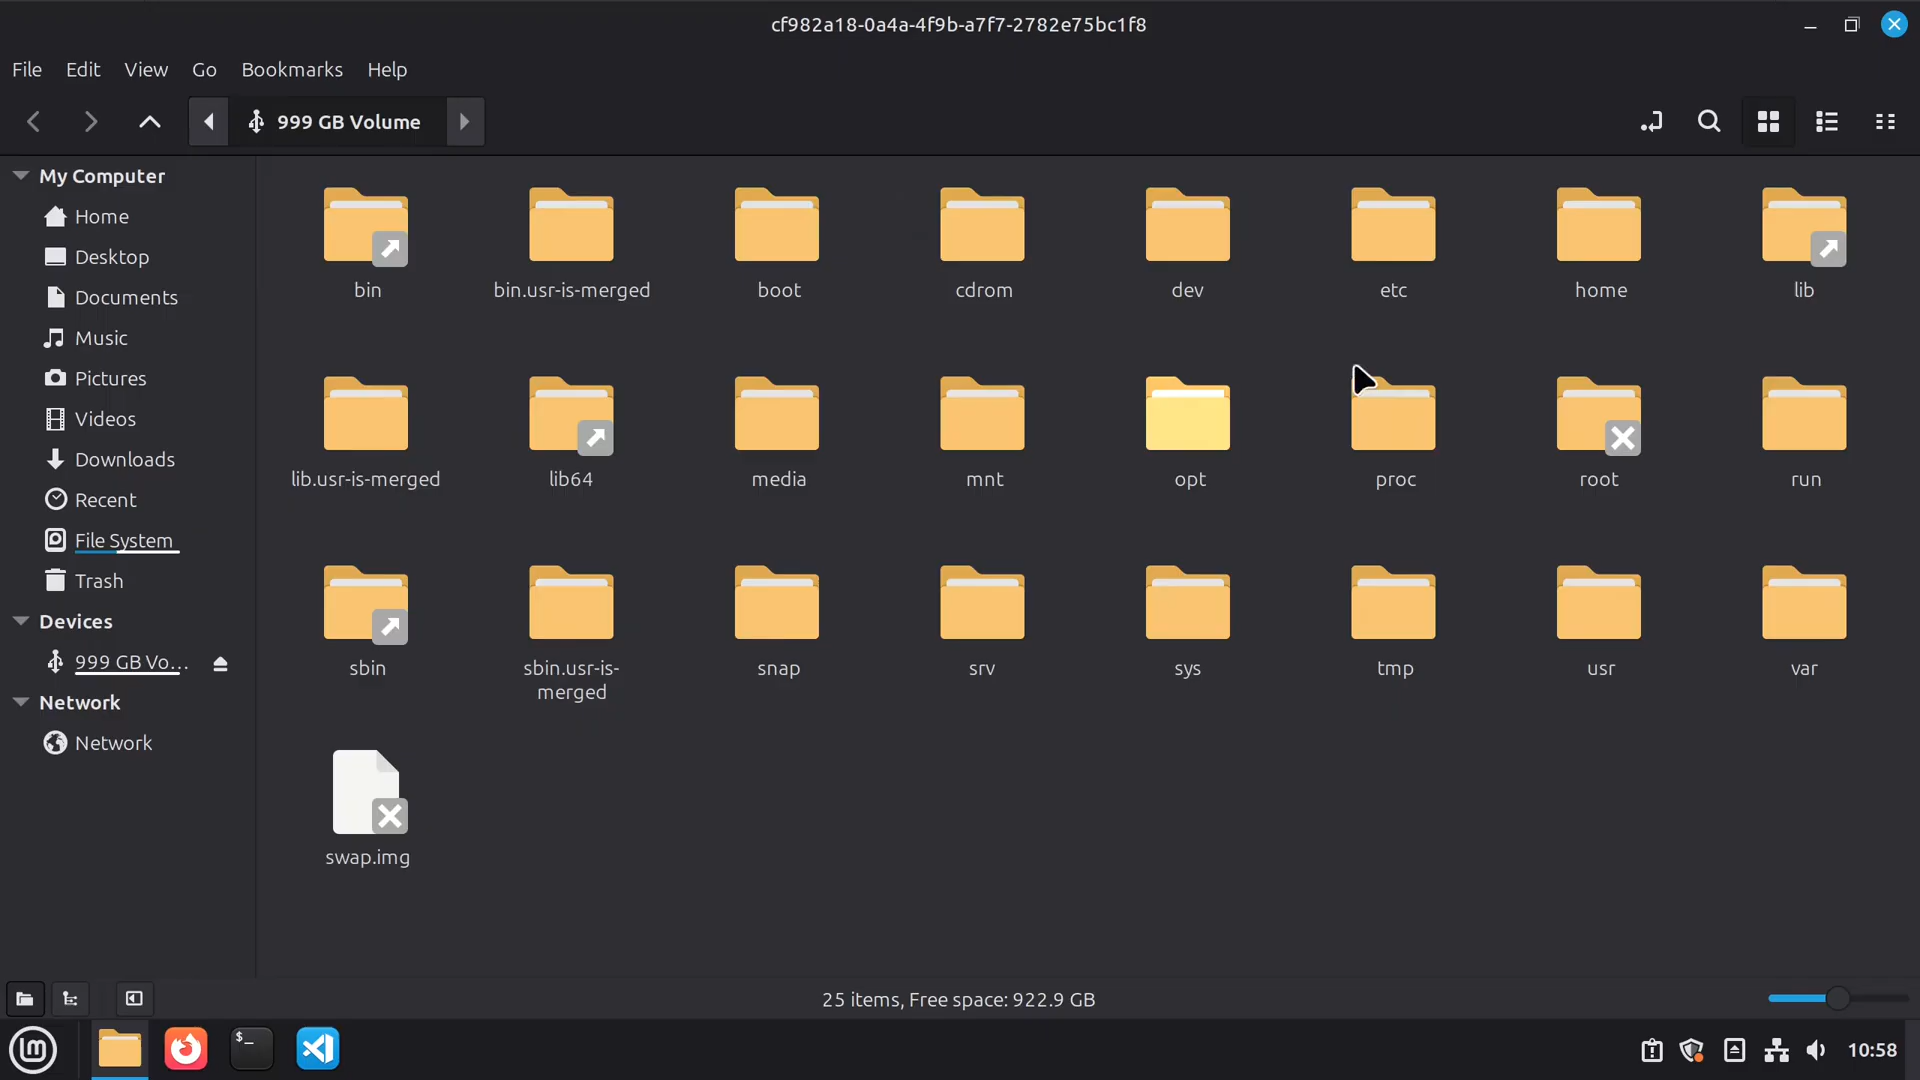 cf982a18-0a4a-4f9b-a7f7-2782e75bc1f8
File Edit View Go Bookmarks Help
999 GB Volume
My Computer
Home
Desktop
Documents
Music
Pictures
Videos
Downloads
Recent
File System
Trash
Devices
999 GB Vo...
Network
Network
bin bin.usr-is-merged boot cdrom dev etc home lib
lib.usr-is-merged lib64 media mnt opt proc root run
sbin sbin.usr-is- snap srv sys tmp usr var
merged
swap.img
25 items, Free space: 922.9 GB
lm $_ 10:58